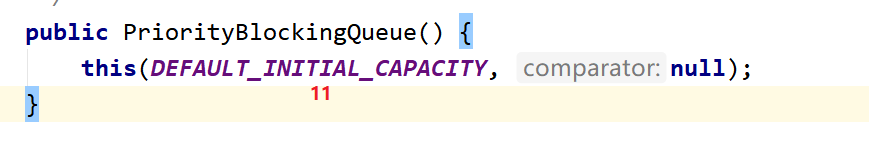 public PriorityBlockingQueue() {
this(DEFAULT_INITIAL_CAPACITY, comparator: null);
11
}